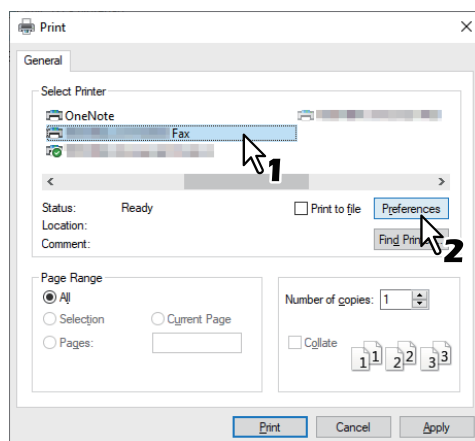 Print
General
Select Printer
OneNote
Fax
1
Status: Ready
Location:
Comment:
Print to file
Preferences
Find Prin
2
Page Range
All
Selection Current Page
Pages:
Number of copies: 1
Collate
1 1 2 2 3 3
Print Cancel Apply